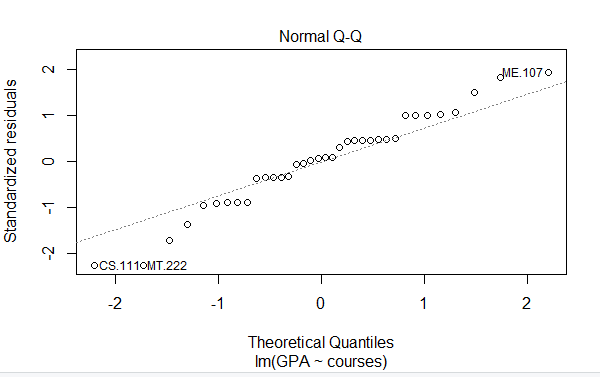 Normal Q-Q
Standardized residuals
2
1
0
-1
-2
ME.107
CS.111
MT.222
-2
-1
0
1
2
Theoretical Quantiles
lm(GPA ~ courses)